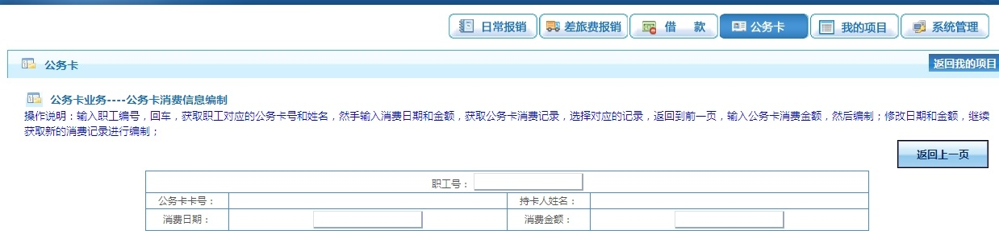 日常报销 差旅费报销 借 款 公务卡 我的项目 系统管理
公务卡 返回我的项目
公务卡业务----公务卡消费信息编制
操作说明：输入职工编号，回车，获取职工对应的公务卡号和姓名，然手输入消费日期和金额，获取公务卡消费记录，选择对应的记录，返回到前一页，输入公务卡消费金额，然后编制；修改日期和金额，继续
获取新的消费记录进行编制；
返回上一页
职工号：
公务卡卡号： 持卡人姓名：
消费日期： 消费金额：